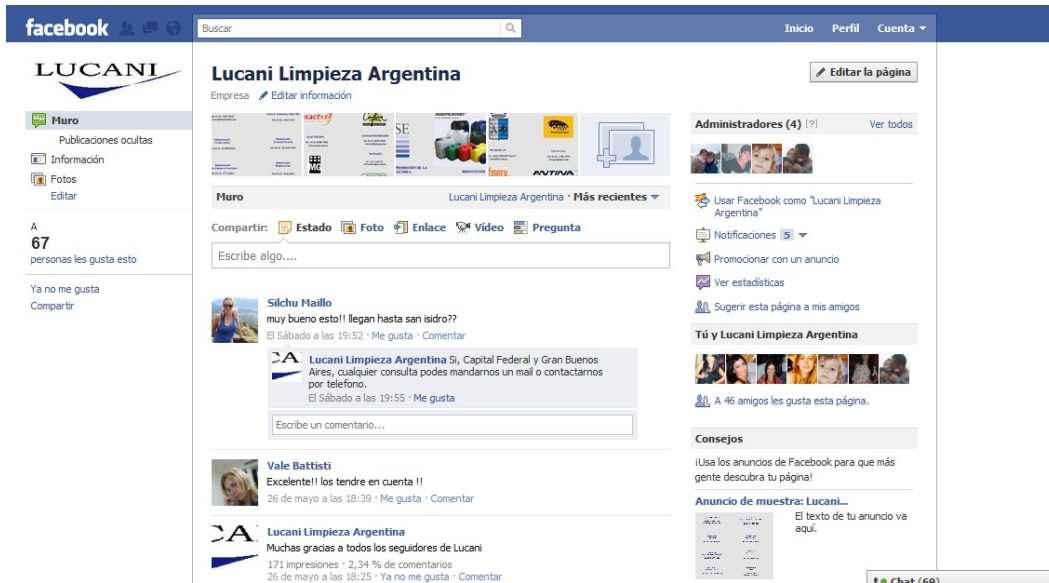 facebook
Buscar
Inicio Perfil Cuenta
LUCANI
Muro
Publicaciones ocultas
Información
Fotos
Editar
A
67
personas les gusta esto
Ya no me gusta
Compartir
Lucani Limpieza Argentina
Empresa Editar información
Editar la página
Muro
Lucani Limpieza Argentina · Más recientes
Compartir: Estado Foto Enlace Vídeo Pregunta
Escribe algo....
Silchu Maillo
muy bueno esto!! llegan hasta san isidro??
El Sábado a las 19:52 · Me gusta · Comentar
CA
Lucani Limpieza Argentina Si, Capital Federal y Gran Buenos
Aires, cualquier consulta podes mandarnos un mail o contactarnos
por telefono.
El Sábado a las 19:55 · Me gusta
Escribe un comentario...
Vale Battisti
Excelente!! los tendre en cuenta !!
26 de mayo a las 18:39 · Me gusta · Comentar
CA
Lucani Limpieza Argentina
Muchas gracias a todos los seguidores de Lucani
171 impresiones · 2,34 % de comentarios
26 de mayo a las 18:25 · Ya no me gusta · Comentar
Administradores (4) [?] Ver todos
Usar Facebook como "Lucani Limpieza
Argentina"
Notificaciones 5
Promocionar con un anuncio
Ver estadísticas
Sugerir esta página a mis amigos
Tú y Lucani Limpieza Argentina
A 46 amigos les gusta esta página.
Consejos
¡Usa los anuncios de Facebook para que más
gente descubra tu página!
Anuncio de muestra: Lucani...
El texto de tu anuncio va
aquí.
Chat (69)